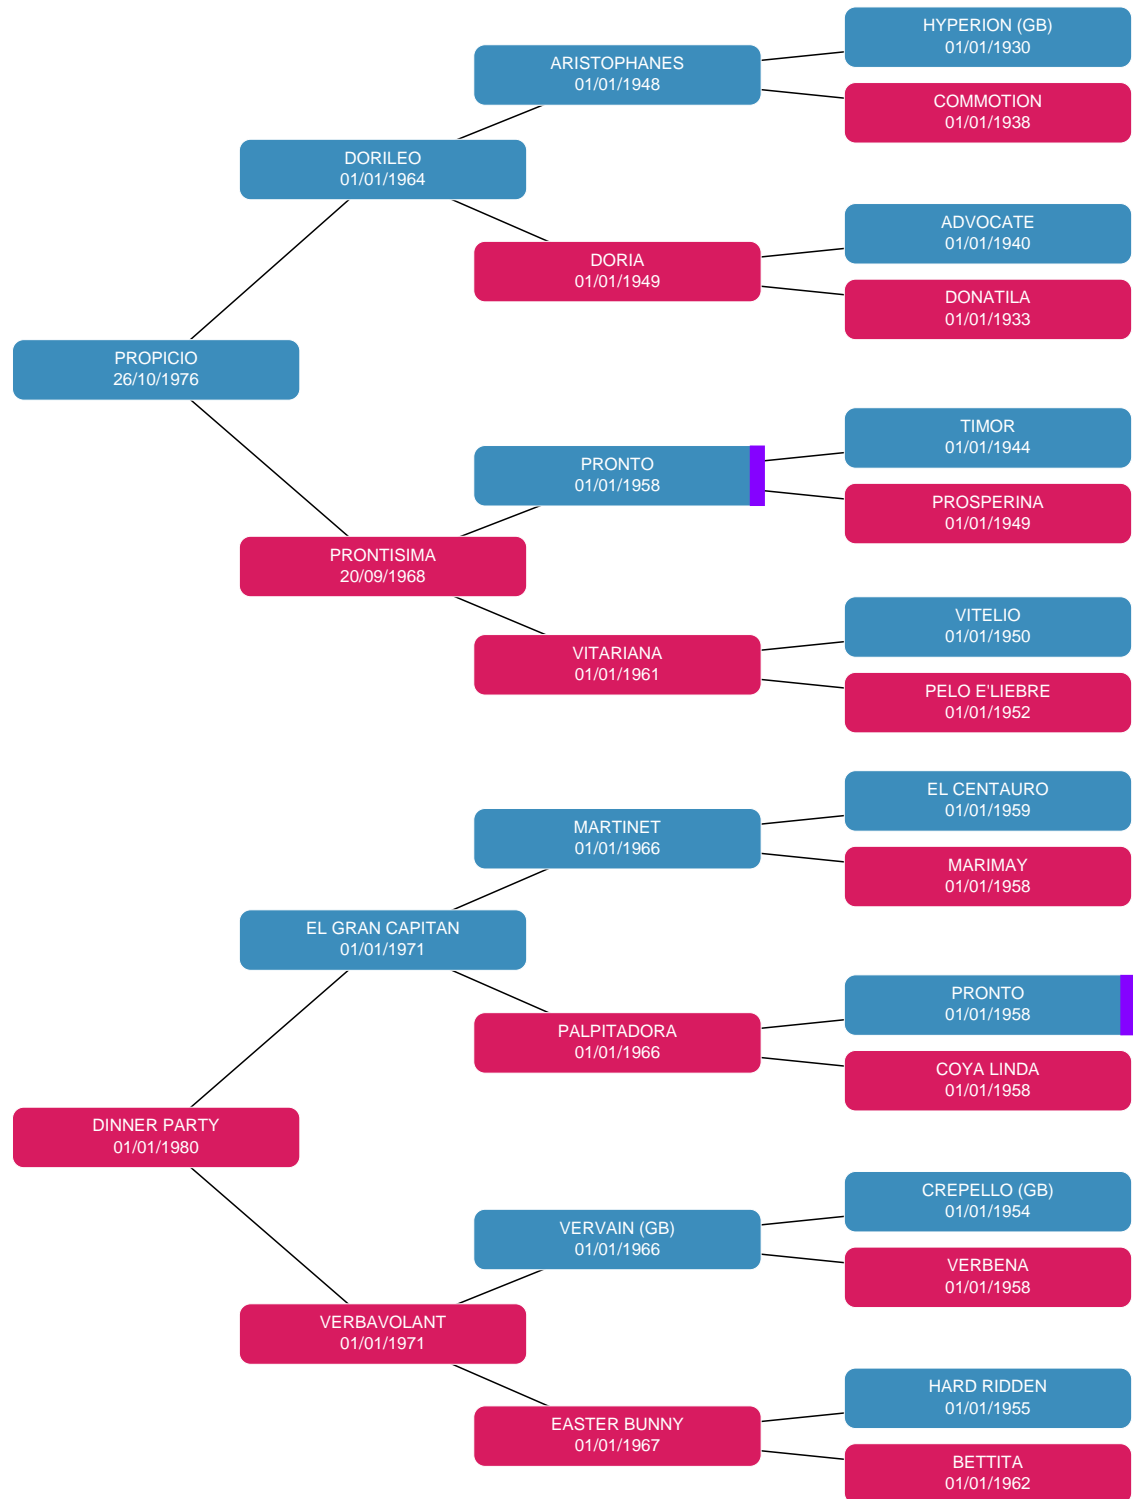 HYPERION (GB)
01/01/1930
ARISTOPHANES
01/01/1948
COMMOTION
01/01/1938
DORILEO
01/01/1964
ADVOCATE
01/01/1940
DORIA
01/01/1949
DONATILA
01/01/1933
PROPICIO
26/10/1976
TIMOR
01/01/1944
PRONTO
01/01/1958
PROSPERINA
01/01/1949
PRONTISIMA
20/09/1968
VITELIO
01/01/1950
VITARIANA
01/01/1961
PELO E'LIEBRE
01/01/1952
EL CENTAURO
01/01/1959
MARTINET
01/01/1966
MARIMAY
01/01/1958
EL GRAN CAPITAN
01/01/1971
PRONTO
01/01/1958
PALPITADORA
01/01/1966
COYA LINDA
01/01/1958
DINNER PARTY
01/01/1980
CREPELLO (GB)
01/01/1954
VERVAIN (GB)
01/01/1966
VERBENA
01/01/1958
VERBAVOLANT
01/01/1971
HARD RIDDEN
01/01/1955
EASTER BUNNY
01/01/1967
BETTITA
01/01/1962